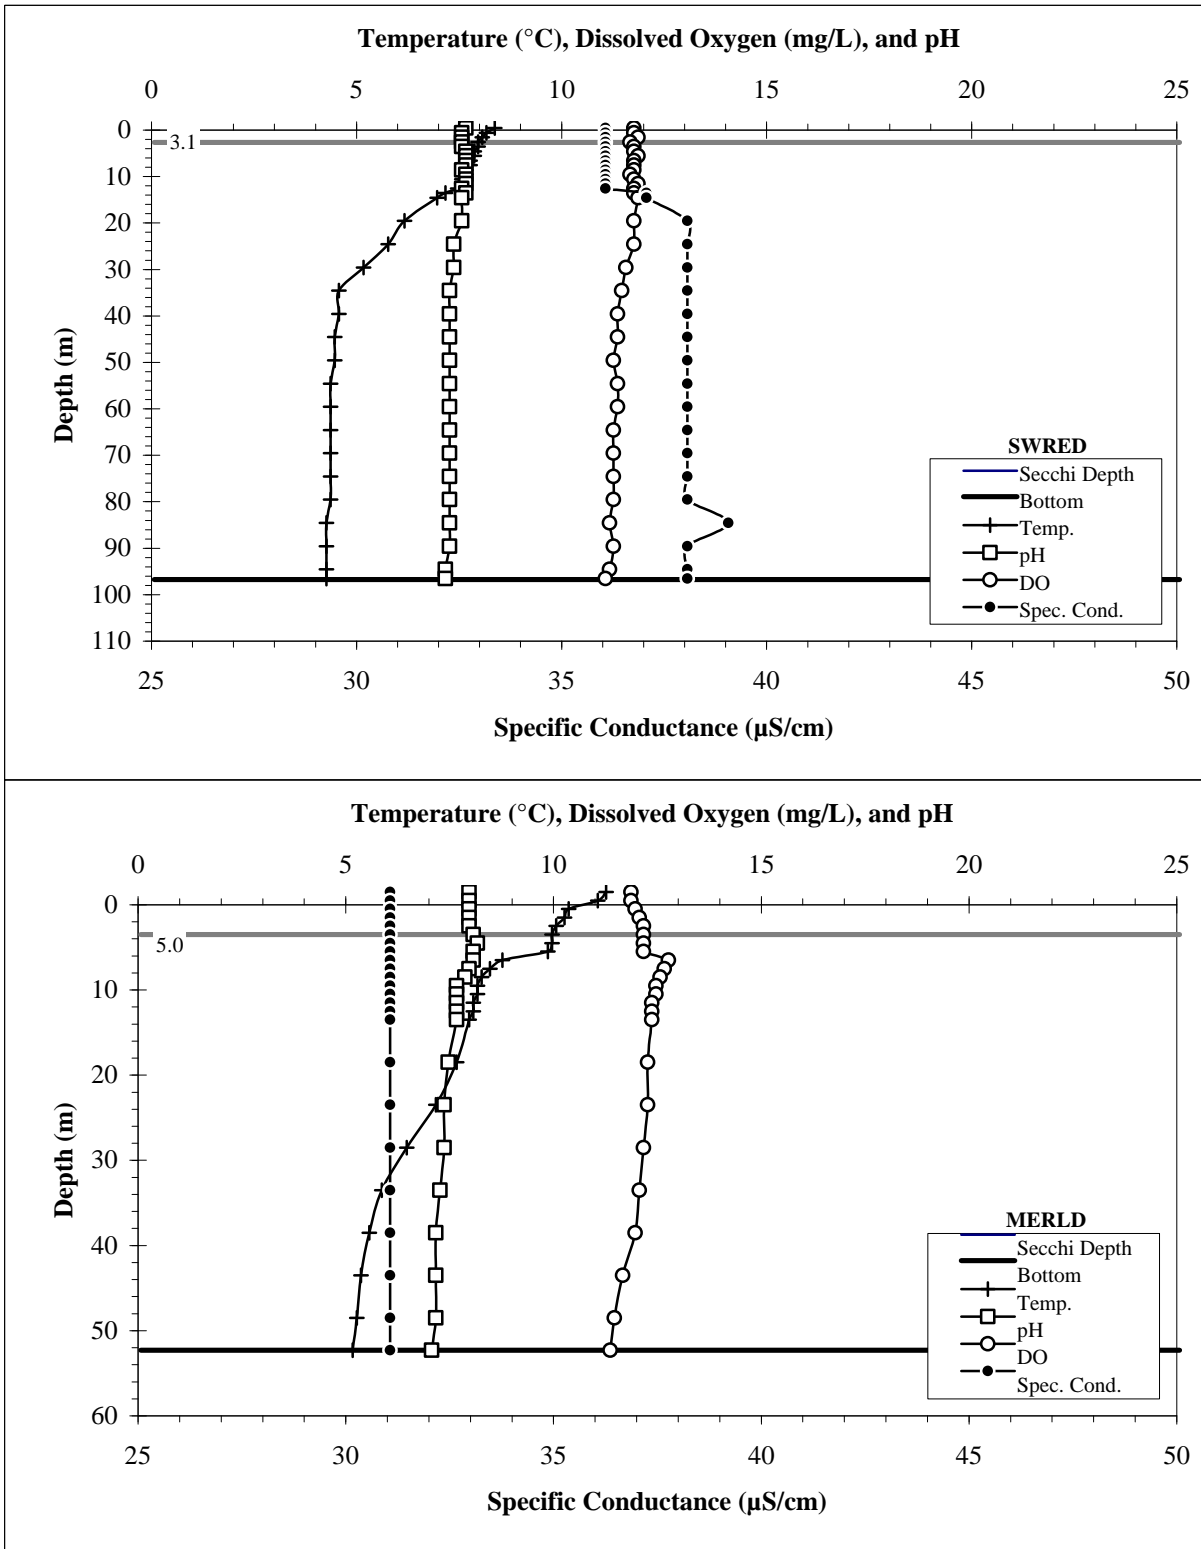 Temperature (°C), Dissolved Oxygen (mg/L), and pH
0 5 10 15 20 25
0
3.1
10
20
30
40
50
60
70
80
90
100
110
Depth (m)
SWRED
Secchi Depth
Bottom
Temp.
pH
DO
Spec. Cond.
25 30 35 40 45 50
Specific Conductance (µS/cm)
Temperature (°C), Dissolved Oxygen (mg/L), and pH
0 5 10 15 20 25
0
5.0
10
20
30
40
50
60
Depth (m)
MERLD
Secchi Depth
Bottom
Temp.
pH
DO
Spec. Cond.
25 30 35 40 45 50
Specific Conductance (µS/cm)